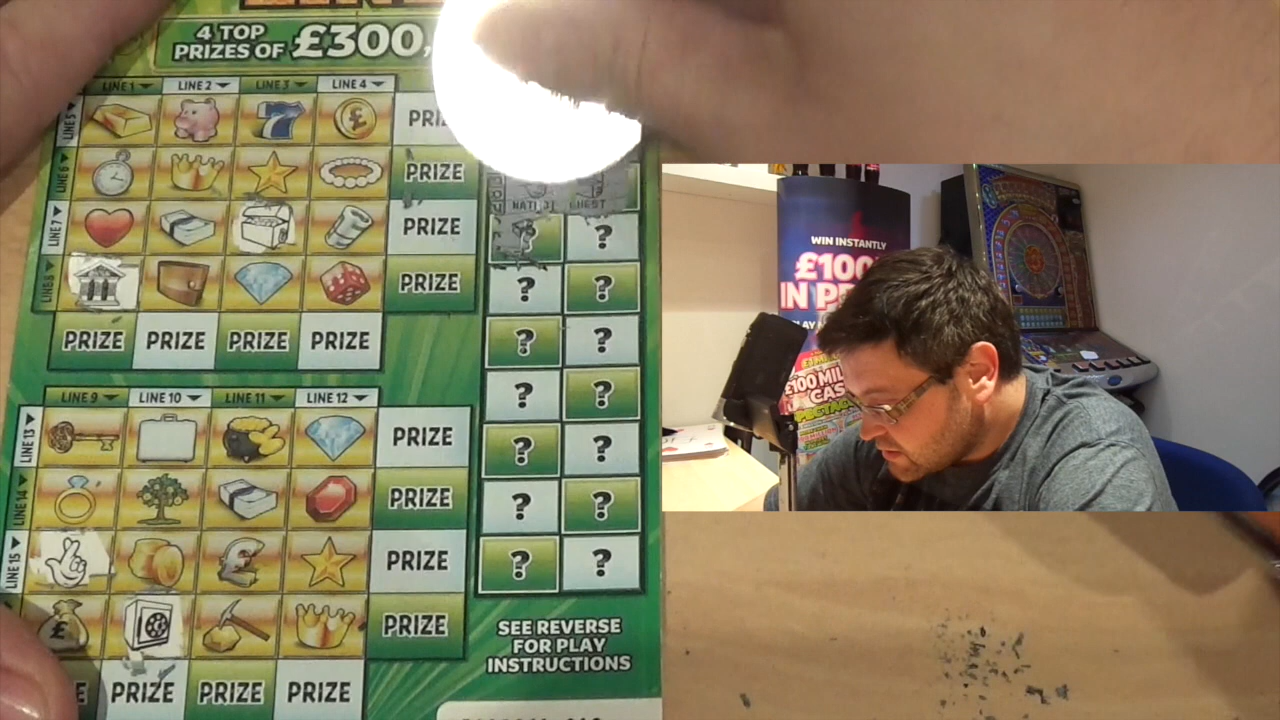 4 TOP
PRIZES OF £300,
LINE 1 LINE 2 LINE 3 LINE 4
LINE 5
LINE 6
LINE 7
LINE 8
7
£
PRIZE
PRIZE
PRIZE
PRIZE PRIZE PRIZE PRIZE
CHEST
? ?
? ?
? ?
? ?
? ?
? ?
? ?
LINE 9 LINE 10 LINE 11 LINE 12
LINE 13
LINE 14
LINE 15
PRIZE
PRIZE
PRIZE
PRIZE
£
PRIZE PRIZE PRIZE
SEE REVERSE
FOR PLAY
INSTRUCTIONS
WIN INSTANTLY
£100
IN
£100 MIL